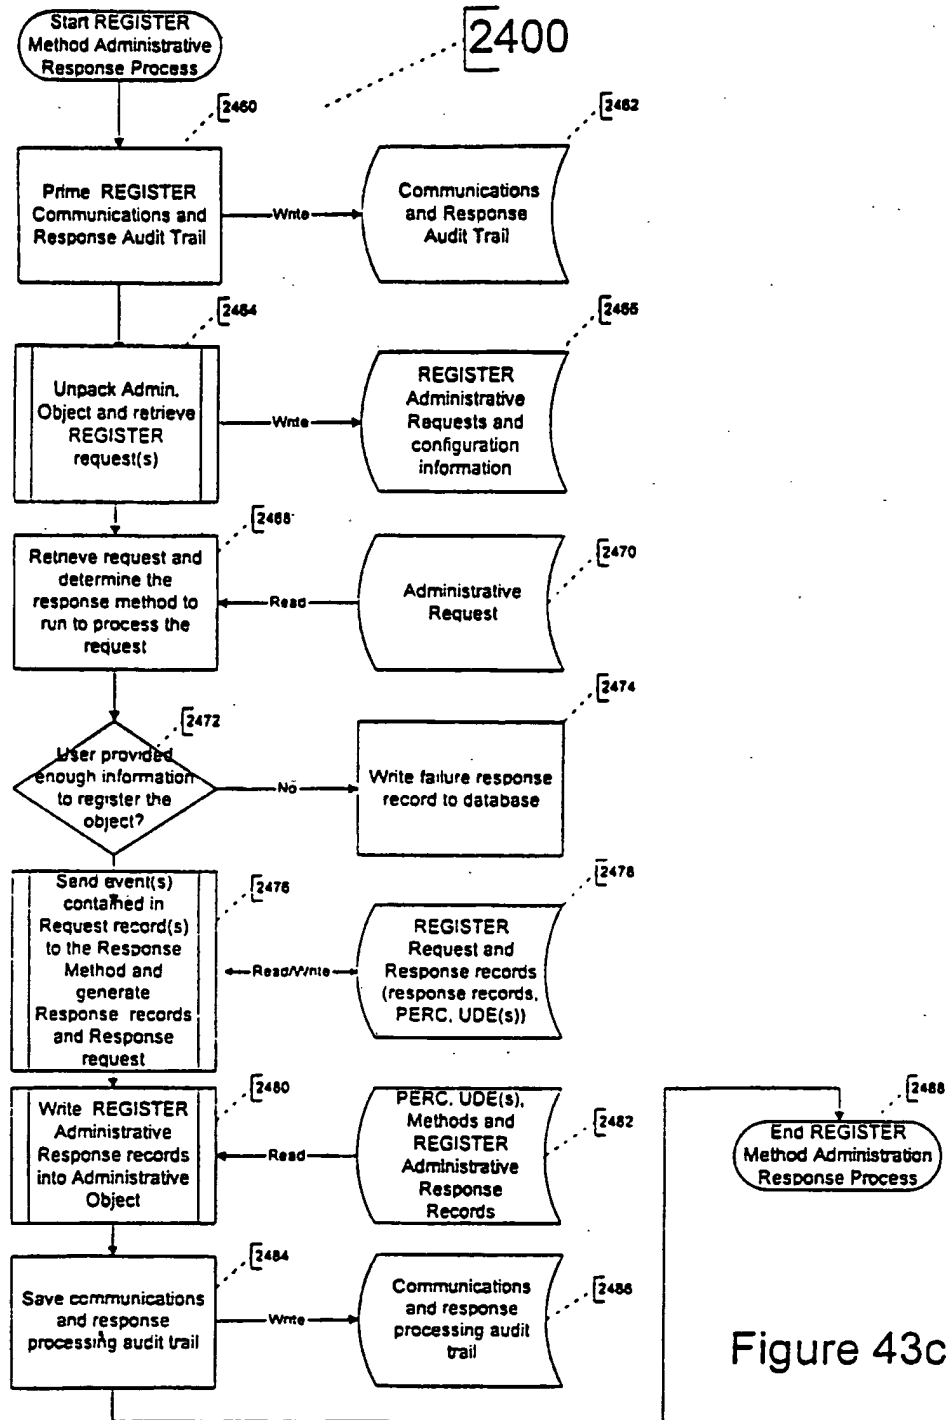 Start REGISTER
Method Administrative
Response Process
2400
2460
2462
Prime REGISTER
Communications and
Response Audit Trail
Write
Communications
and Response
Audit Trail
2464
2466
Unpack Admin.
Object and retrieve
REGISTER
request(s)
Write
REGISTER
Administrative
Requests and
configuration
information
2468
2470
Retrieve request and
determine the
response method to
run to process the
request
Read
Administrative
Request
2472
2474
User provided
enough information
to register the
object?
No
Write failure response
record to database
2476
2478
Send event(s)
contained in
Request record(s)
to the Response
Method and
generate
Response records
and Response
request
Read/Write
REGISTER
Request and
Response records
(response records,
PERC, UDE(s))
2480
2482
Write REGISTER
Administrative
Response records
into Administrative
Object
Read
PERC, UDE(s),
Methods and
REGISTER
Administrative
Response
Records
2488
End REGISTER
Method Administration
Response Process
2484
2486
Save communications
and response
processing audit trail
Write
Communications
and response
processing audit
trail
Figure 43c